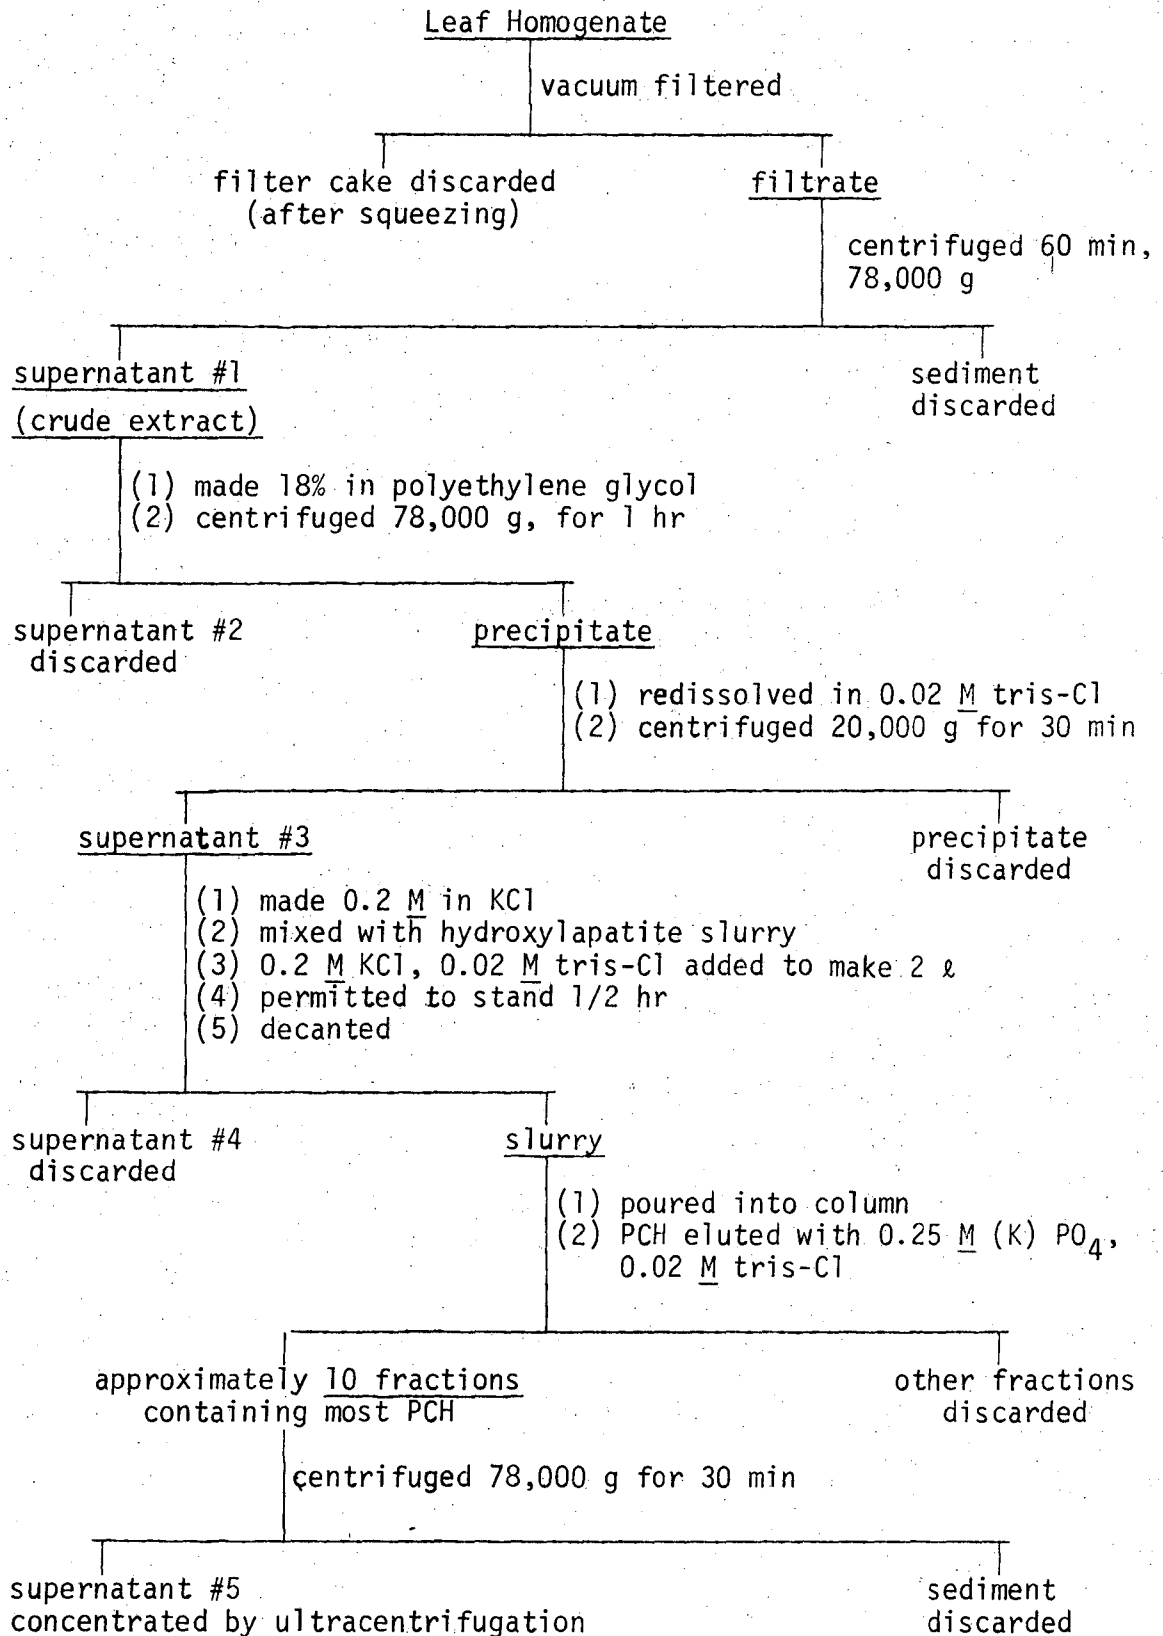 Leaf Homogenate
vacuum filtered
filter cake discarded
(after squeezing)
filtrate
centrifuged 60 min,
78,000 g
supernatant #1
(crude extract)
sediment
discarded
(1) made 18% in polyethylene glycol
(2) centrifuged 78,000 g, for 1 hr
supernatant #2
discarded
precipitate
(1) redissolved in 0.02 M tris-Cl
(2) centrifuged 20,000 g for 30 min
supernatant #3
precipitate
discarded
(1) made 0.2 M in KCl
(2) mixed with hydroxylapatite slurry
(3) 0.2 M KCl, 0.02 M tris-Cl added to make 2 ℓ
(4) permitted to stand 1/2 hr
(5) decanted
supernatant #4
discarded
slurry
(1) poured into column
(2) PCH eluted with 0.25 M (K) PO₄,
0.02 M tris-Cl
approximately 10 fractions
containing most PCH
other fractions
discarded
centrifuged 78,000 g for 30 min
supernatant #5
concentrated by ultracentrifugation
sediment
discarded